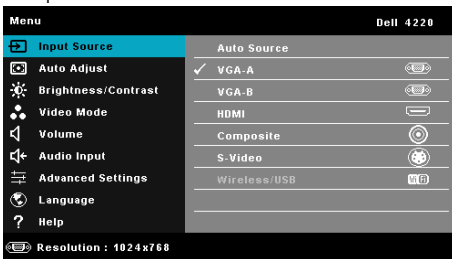 Menu
Dell 4220
Input Source
Auto Adjust
Brightness/Contrast
Video Mode
Volume
Audio Input
Advanced Settings
Language
? Help
Auto Source
✓ VGA-A
VGA-B
HDMI
Composite
S-Video
Wireless/USB
Resolution : 1024x768